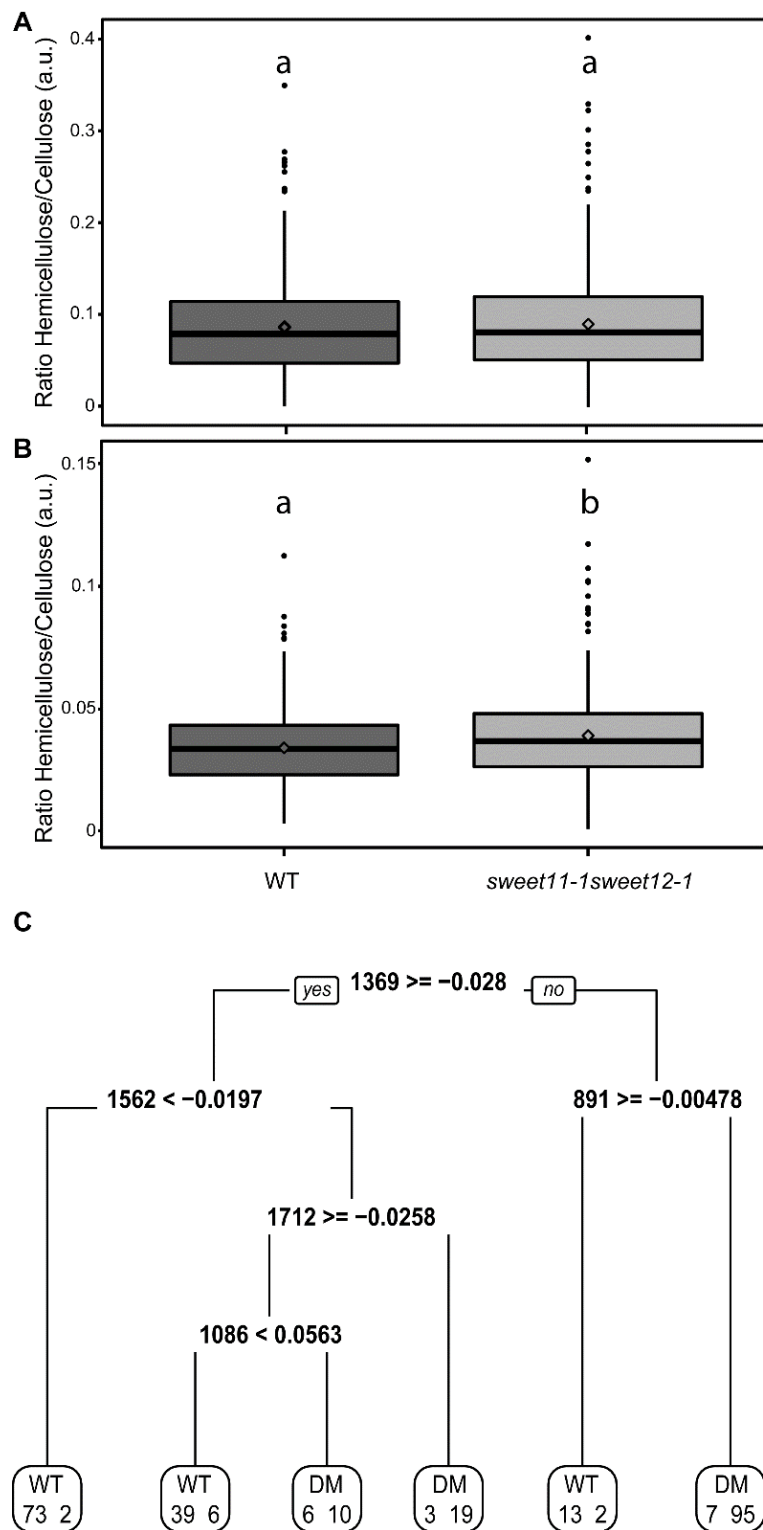 A
Ratio Hemicellulose/Cellulose (a.u.)
0.4
0.3
0.2
0.1
0
a
a
B
Ratio Hemicellulose/Cellulose (a.u.)
0.15
0.1
0.05
0
a
b
WT
sweet11-1sweet12-1
C
yes
1369 >= −0.028
no
1562 < −0.0197
891 >= −0.00478
1712 >= −0.0258
1086 < 0.0563
WT
73 2
WT
39 6
DM
6 10
DM
3 19
WT
13 2
DM
7 95